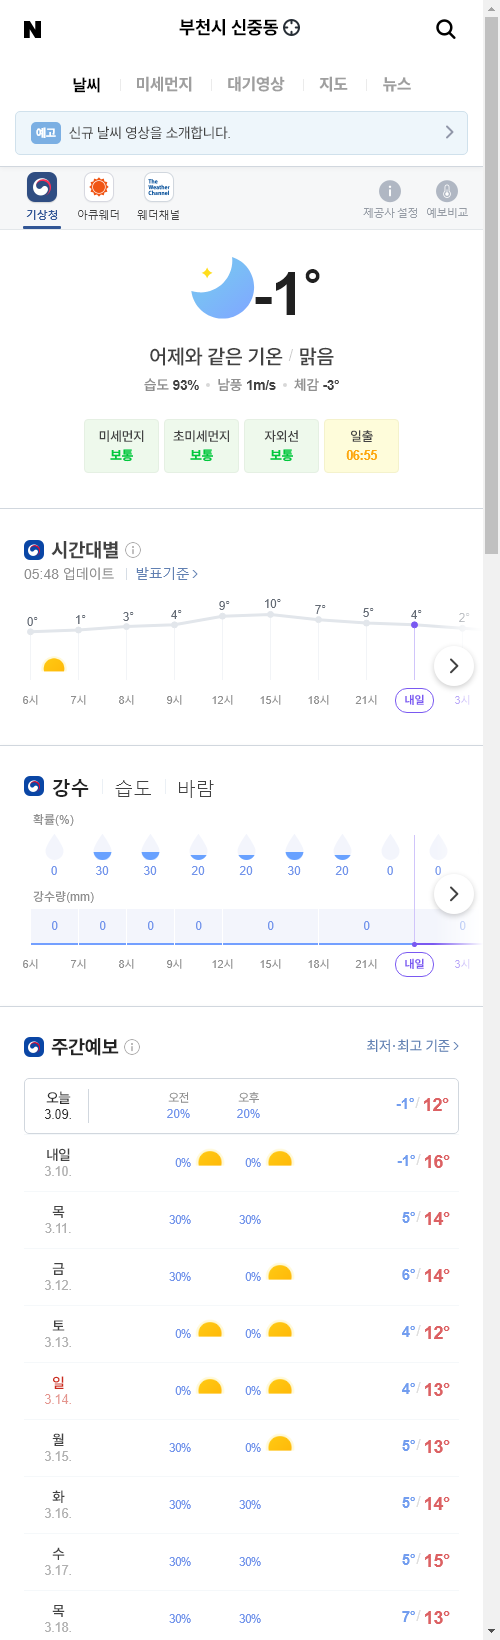 N
부천시 신중동
날씨 미세먼지 대기영상 지도 뉴스
예고 신규 날씨 영상을 소개합니다.
The Weather Channel
기상청 아큐웨더 웨더채널 제공사 설정 예보비교
-1°
어제와 같은 기온 / 맑음
습도 93% 남풍 1m/s 체감 -3°
미세먼지 초미세먼지 자외선 일출
보통 보통 보통 06:55
시간대별
05:48 업데이트 발표기준
0° 1° 3° 4° 9° 10° 7° 5° 4° 2°
6시 7시 8시 9시 12시 15시 18시 21시 내일 3시
강수 습도 바람
확률(%)
0 30 30 20 20 30 20 0 0
강수량(mm)
0 0 0 0 0 0 0
6시 7시 8시 9시 12시 15시 18시 21시 내일 3시
주간예보 최저·최고 기준
오늘 오전 오후
3.09. 20% 20% -1° / 12°
내일
3.10. 0% 0% -1° / 16°
목
3.11. 30% 30% 5° / 14°
금
3.12. 30% 0% 6° / 14°
토
3.13. 0% 0% 4° / 12°
일
3.14. 0% 0% 4° / 13°
월
3.15. 30% 0% 5° / 13°
화
3.16. 30% 30% 5° / 14°
수
3.17. 30% 30% 5° / 15°
목
3.18. 30% 30% 7° / 13°